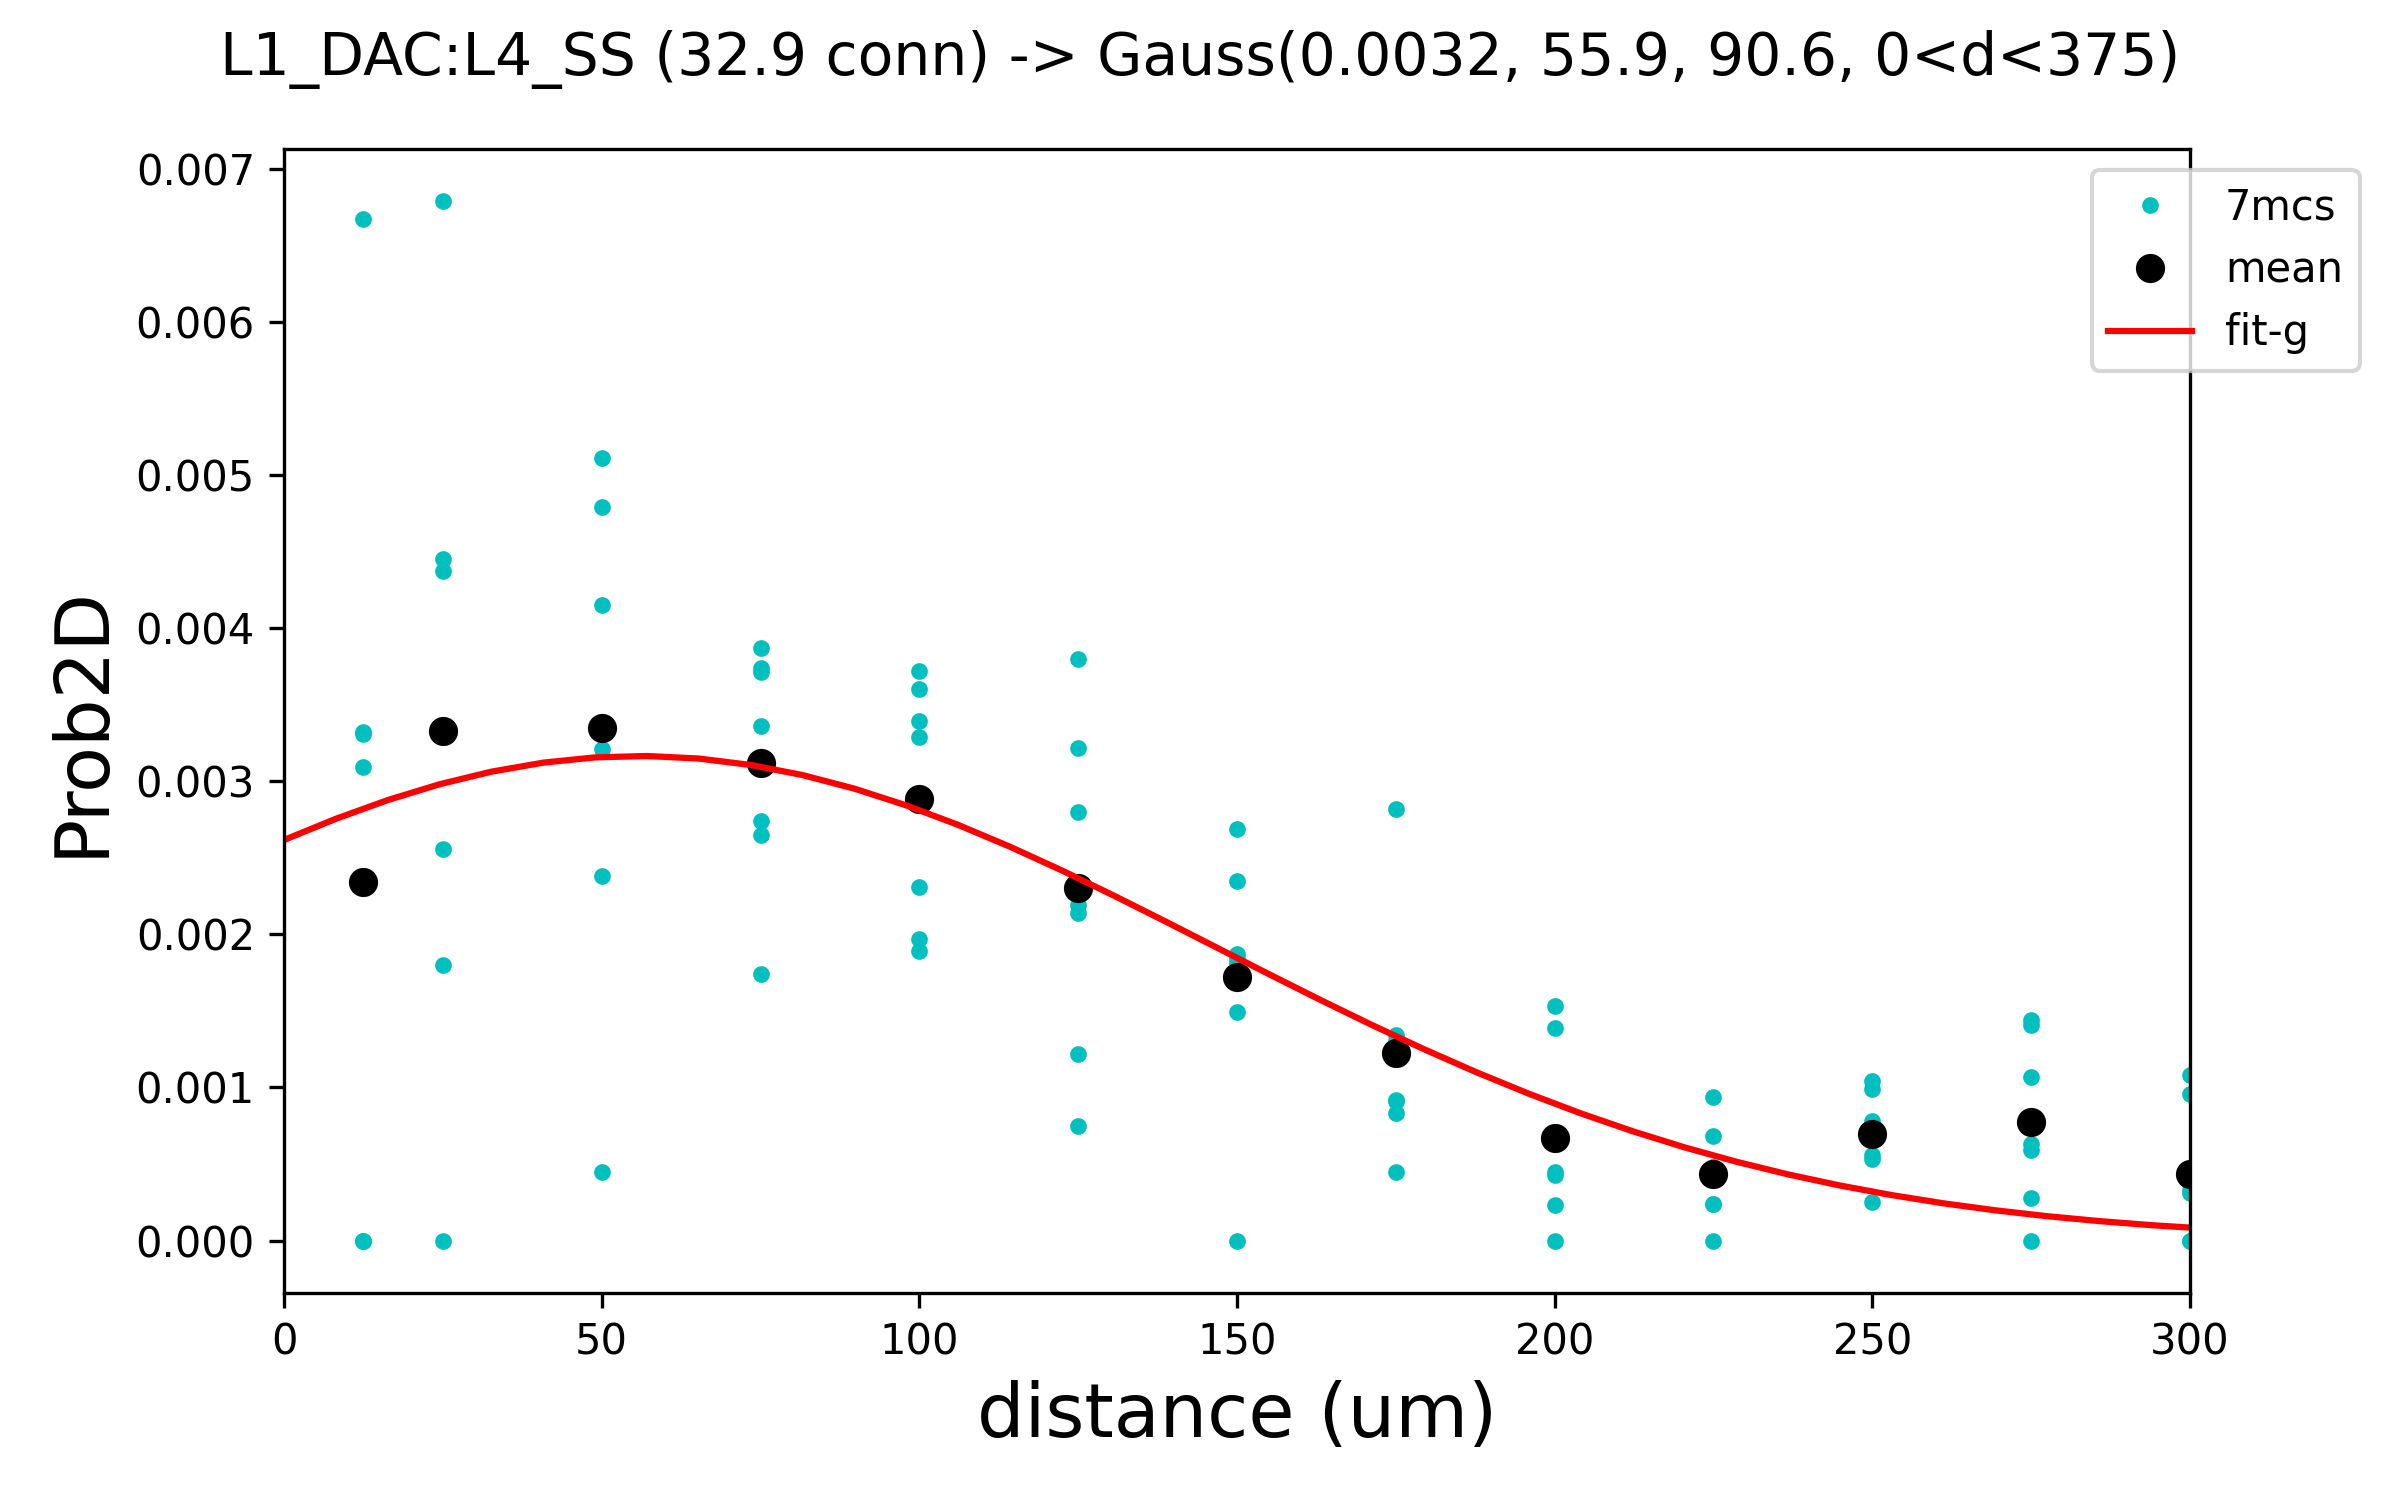 L1_DAC:L4_SS (32.9 conn) -> Gauss(0.0032, 55.9, 90.6, 0<d<375)
0.007
0.006
0.005
0.004
0.003
0.002
0.001
0.000
Prob2D
7mcs
mean
fit-g
0 50 100 150 200 250 300
distance (um)